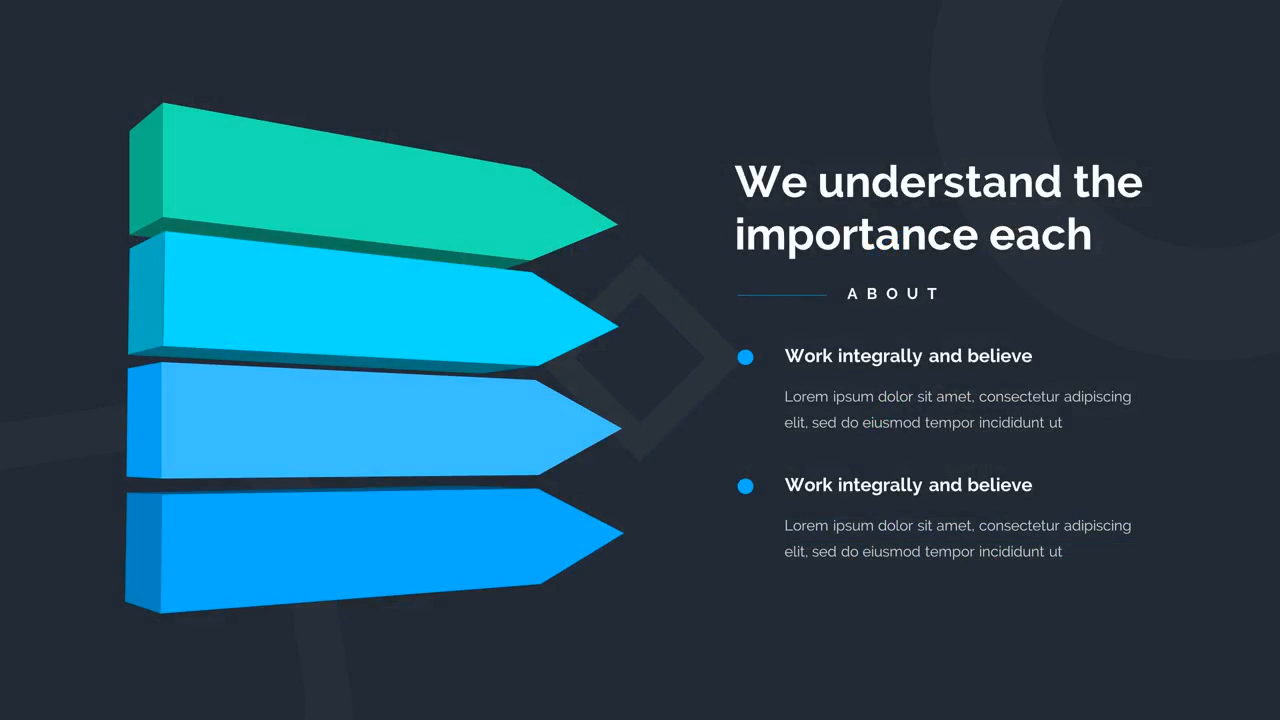 We understand the
importance each
ABOUT
Work integrally and believe
Lorem ipsum dolor sit amet, consectetur adipiscing
elit, sed do eiusmod tempor incididunt ut
Work integrally and believe
Lorem ipsum dolor sit amet, consectetur adipiscing
elit, sed do eiusmod tempor incididunt ut